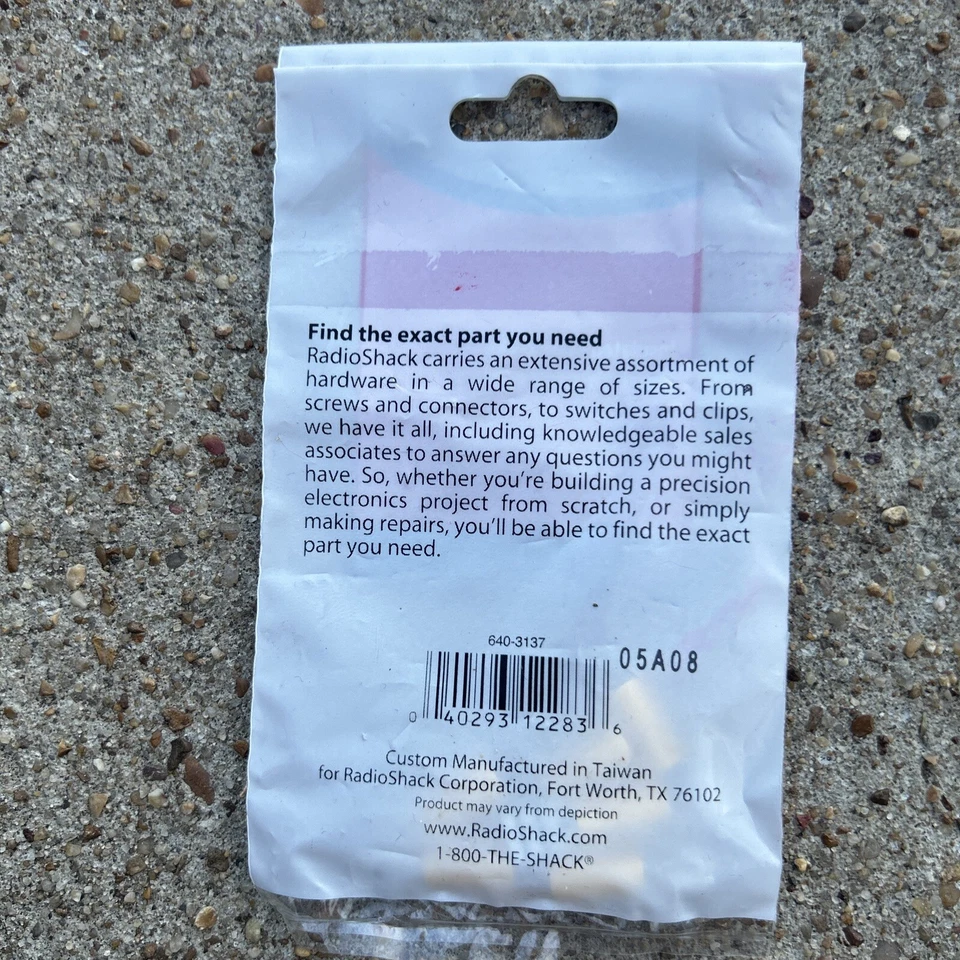 Find the exact part you need
RadioShack carries an extensive assortment of
hardware in a wide range of sizes. From
screws and connectors, to switches and clips,
we have it all, including knowledgeable sales
associates to answer any questions you might
have. So, whether you're building a precision
electronics project from scratch, or simply
making repairs, you'll be able to find the exact
part you need.
640-3137
05A08
0 40293 12283 6
Custom Manufactured in Taiwan
for RadioShack Corporation, Fort Worth, TX 76102
Product may vary from depiction
www.RadioShack.com
1-800-THE-SHACK®